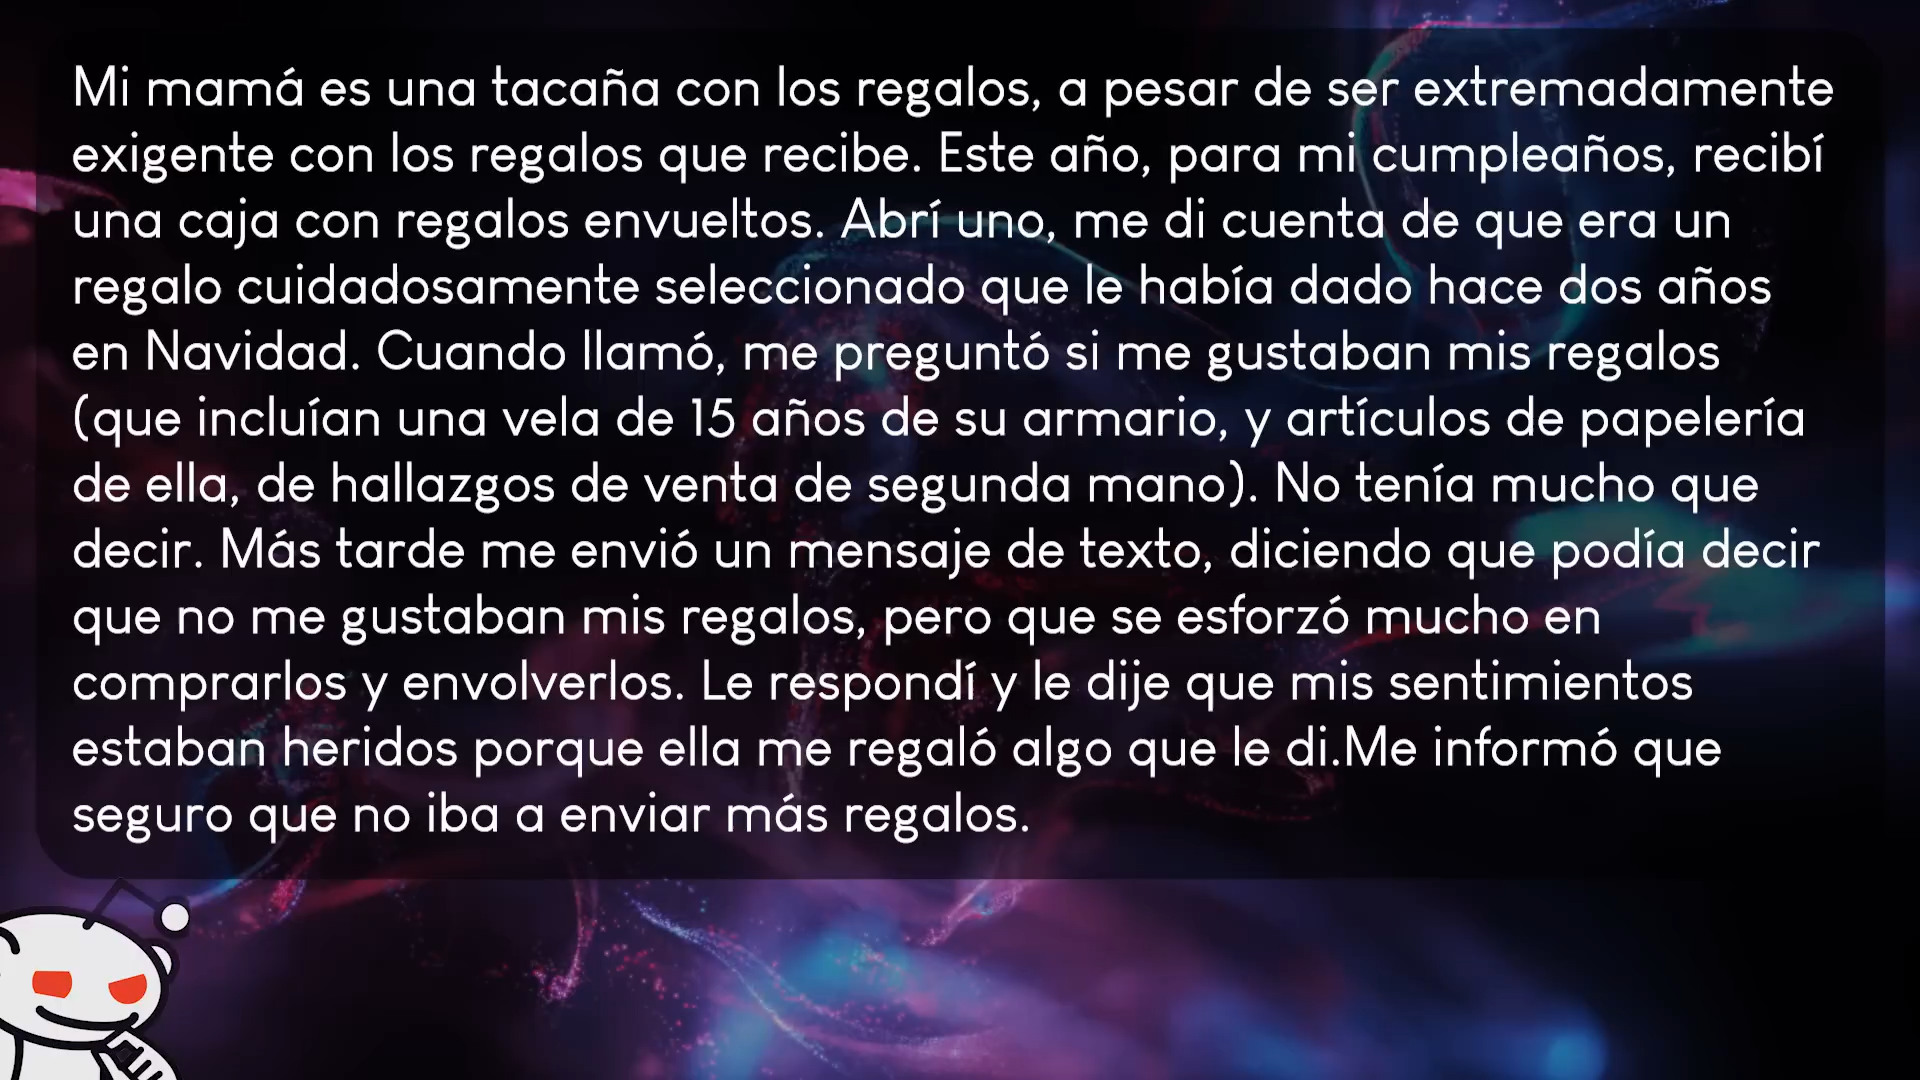 Mi mamá es una tacaña con los regalos, a pesar de ser extremadamente
exigente con los regalos que recibe. Este año, para mi cumpleaños, recibí
una caja con regalos envueltos. Abrí uno, me di cuenta de que era un
regalo cuidadosamente seleccionado que le había dado hace dos años
en Navidad. Cuando llamó, me preguntó si me gustaban mis regalos
(que incluían una vela de 15 años de su armario, y artículos de papelería
de ella, de hallazgos de venta de segunda mano). No tenía mucho que
decir. Más tarde me envió un mensaje de texto, diciendo que podía decir
que no me gustaban mis regalos, pero que se esforzó mucho en
comprarlos y envolverlos. Le respondí y le dije que mis sentimientos
estaban heridos porque ella me regaló algo que le di.Me informó que
seguro que no iba a enviar más regalos.